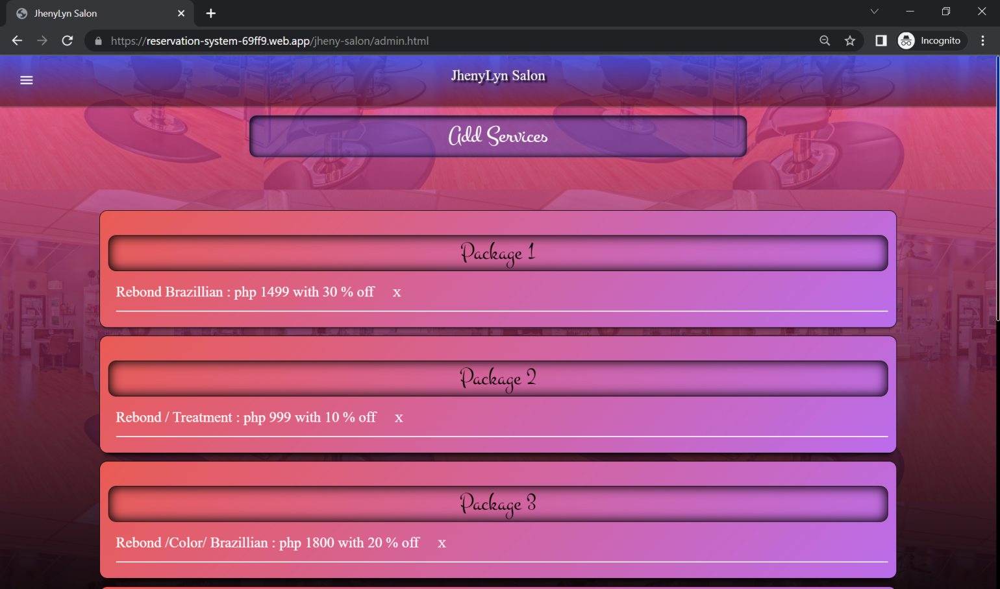 JhenyLyn Salon
https://reservation-system-69ff9.web.app/jheny-salon/admin.html
Incognito
JhenyLyn Salon
Add Services
Package 1
Rebond Brazillian : php 1499 with 30 % off x
Package 2
Rebond / Treatment : php 999 with 10 % off x
Package 3
Rebond /Color/ Brazillian : php 1800 with 20 % off x